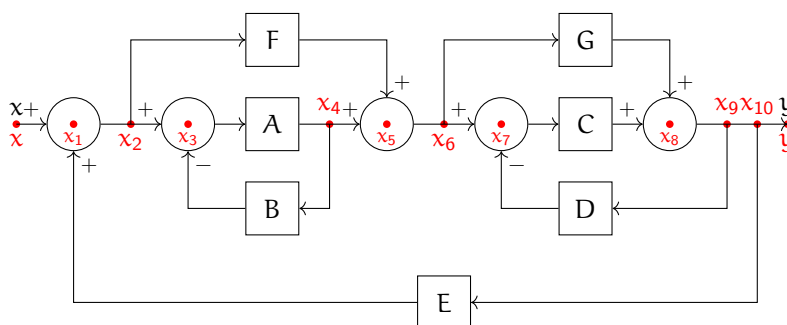 F G
x + x + x₄ + + x₉ x₁₀ y
x x₁ x₂ + x₃ A + x₅ x₆ + x₇ C + x₈ y
+ − B − D
E